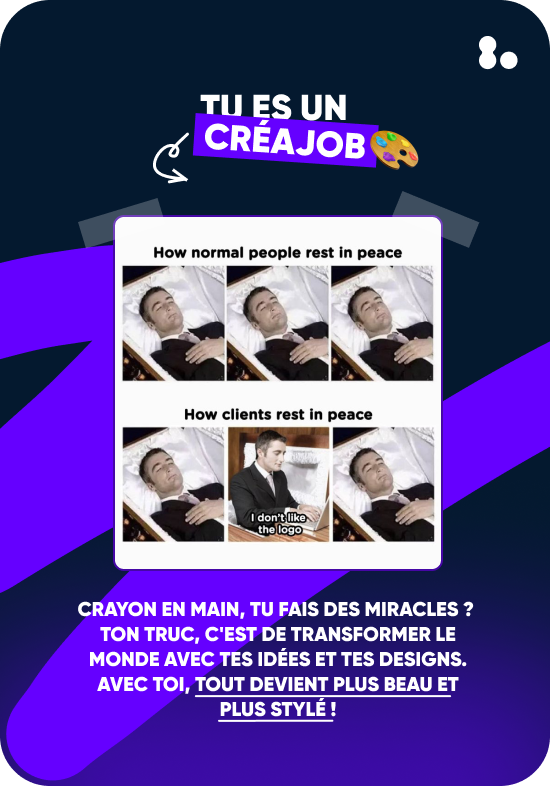 TU ES UN
CRÉAJOB
How normal people rest in peace
How clients rest in peace
I don't like
the logo
CRAYON EN MAIN, TU FAIS DES MIRACLES ?
TON TRUC, C'EST DE TRANSFORMER LE
MONDE AVEC TES IDÉES ET TES DESIGNS.
AVEC TOI, TOUT DEVIENT PLUS BEAU ET
PLUS STYLÉ !